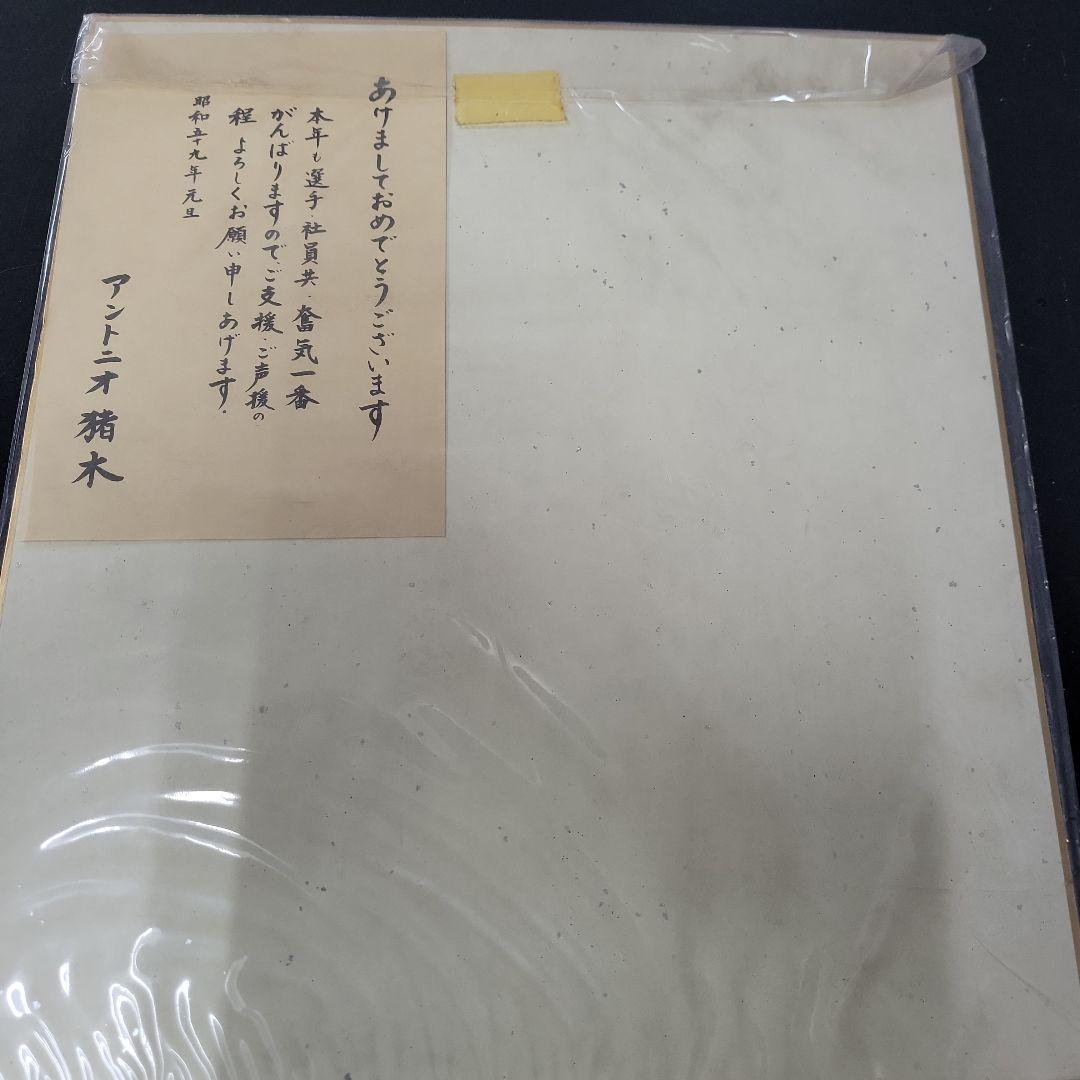 あけましておめでとうございます
本年も選手・社員共・奮気一番
がんばりますので、ご支援・ご声援の
程 よろしくお願い申しあげます。
昭和五十九年元旦
アントニオ猪木